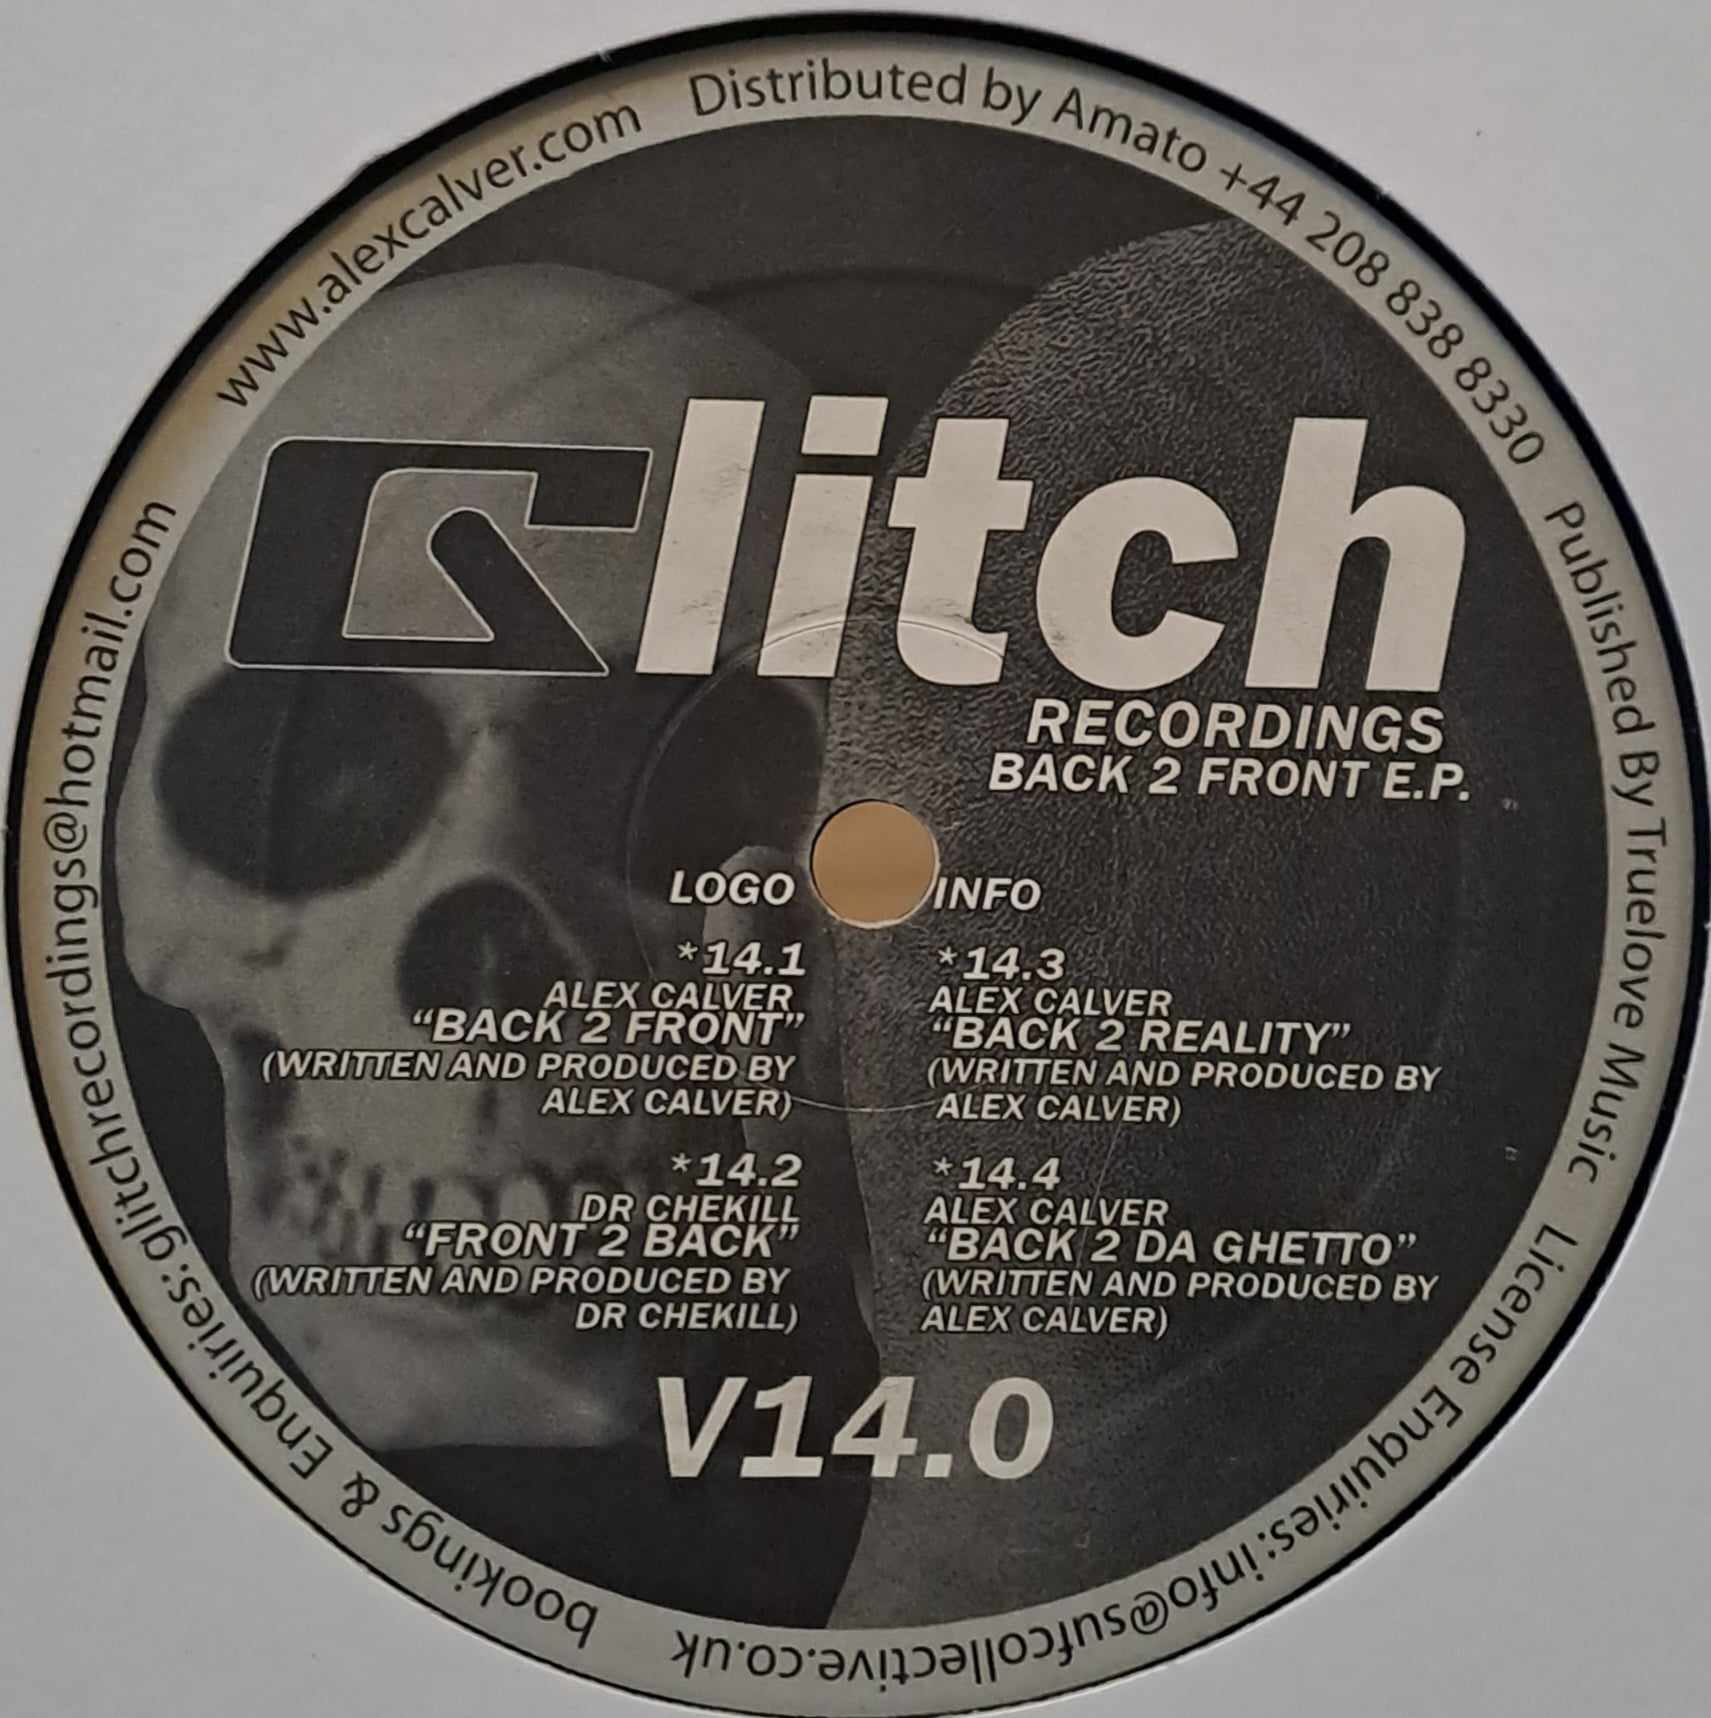 www.alexcalver.com
Distributed by Amato +44 208 838 8330
Published By Truelove Music
License Enquiries:info@sufcollective.co.uk
bookings & Enquiries:glitchrecordings@hotmail.com
Glitch
RECORDINGS
BACK 2 FRONT E.P.
LOGO
*14.1
ALEX CALVER
“BACK 2 FRONT”
(WRITTEN AND PRODUCED BY
ALEX CALVER)
*14.2
DR CHEKILL
“FRONT 2 BACK”
(WRITTEN AND PRODUCED BY
DR CHEKILL)
INFO
*14.3
ALEX CALVER
“BACK 2 REALITY”
(WRITTEN AND PRODUCED BY
ALEX CALVER)
*14.4
ALEX CALVER
“BACK 2 DA GHETTO”
(WRITTEN AND PRODUCED BY
ALEX CALVER)
V14.0